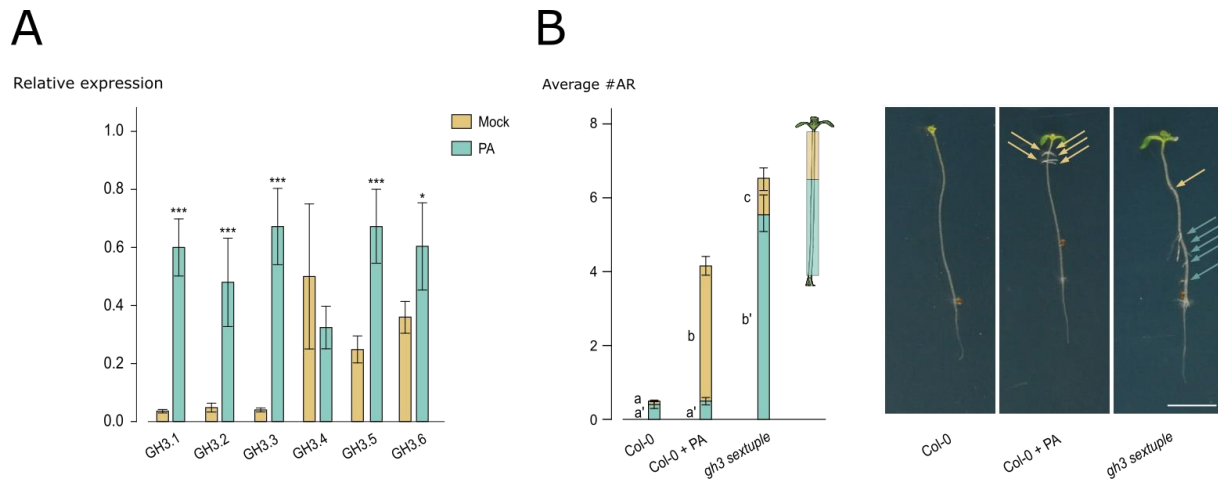 A
Relative expression
Mock
PA
1.0
0.8
0.6
0.4
0.2
0.0
***
***
***
***
*
GH3.1
GH3.2
GH3.3
GH3.4
GH3.5
GH3.6
B
Average #AR
8
6
4
2
0
a
a'
b
a'
c
b'
Col-0
Col-0 + PA
gh3 sextuple
Col-0
Col-0 + PA
gh3 sextuple